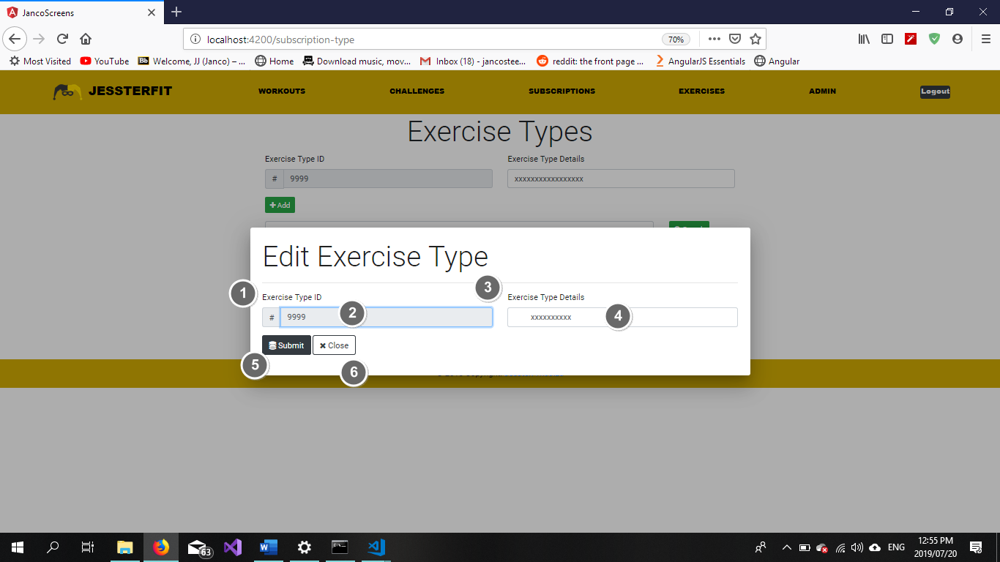 JancoScreens
localhost:4200/subscription-type
70%
Most Visited YouTube Welcome, JJ (Janco) – ... Home Download music, mov... Inbox (18) - jancostee... reddit: the front page ... AngularJS Essentials Angular
Bb
JESSTERFIT WORKOUTS CHALLENGES SUBSCRIPTIONS EXERCISES ADMIN Logout
Exercise Types
Exercise Type ID Exercise Type Details
# 9999 xxxxxxxxxxxxxxxxx
Add
Edit Exercise Type
1 3
Exercise Type ID Exercise Type Details
# 9999 2 xxxxxxxxxx 4
Submit Close
5 6
63
ENG 12:55 PM
2019/07/20